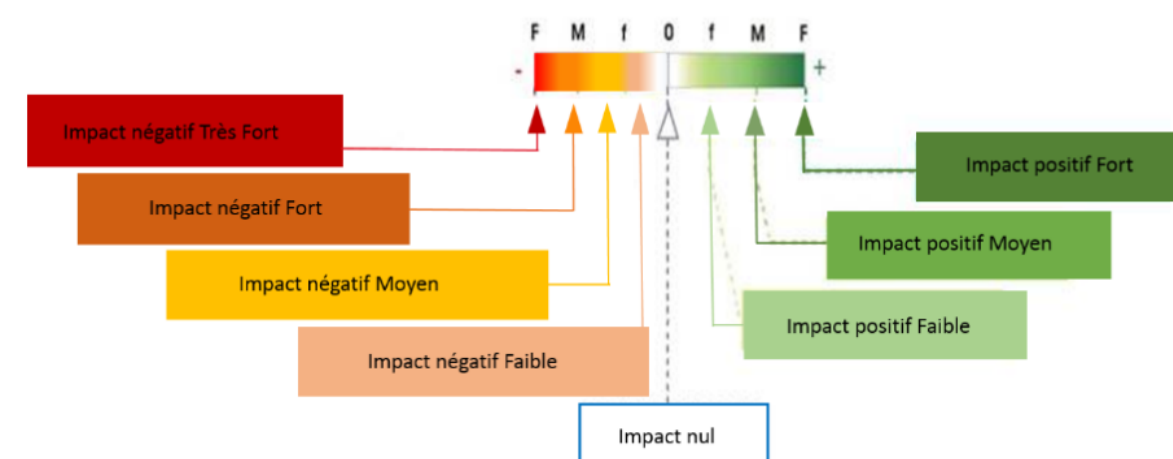 F M f 0 f M F
- +
Impact négatif Très Fort
Impact positif Fort
Impact négatif Fort
Impact positif Moyen
Impact négatif Moyen
Impact positif Faible
Impact négatif Faible
Impact nul